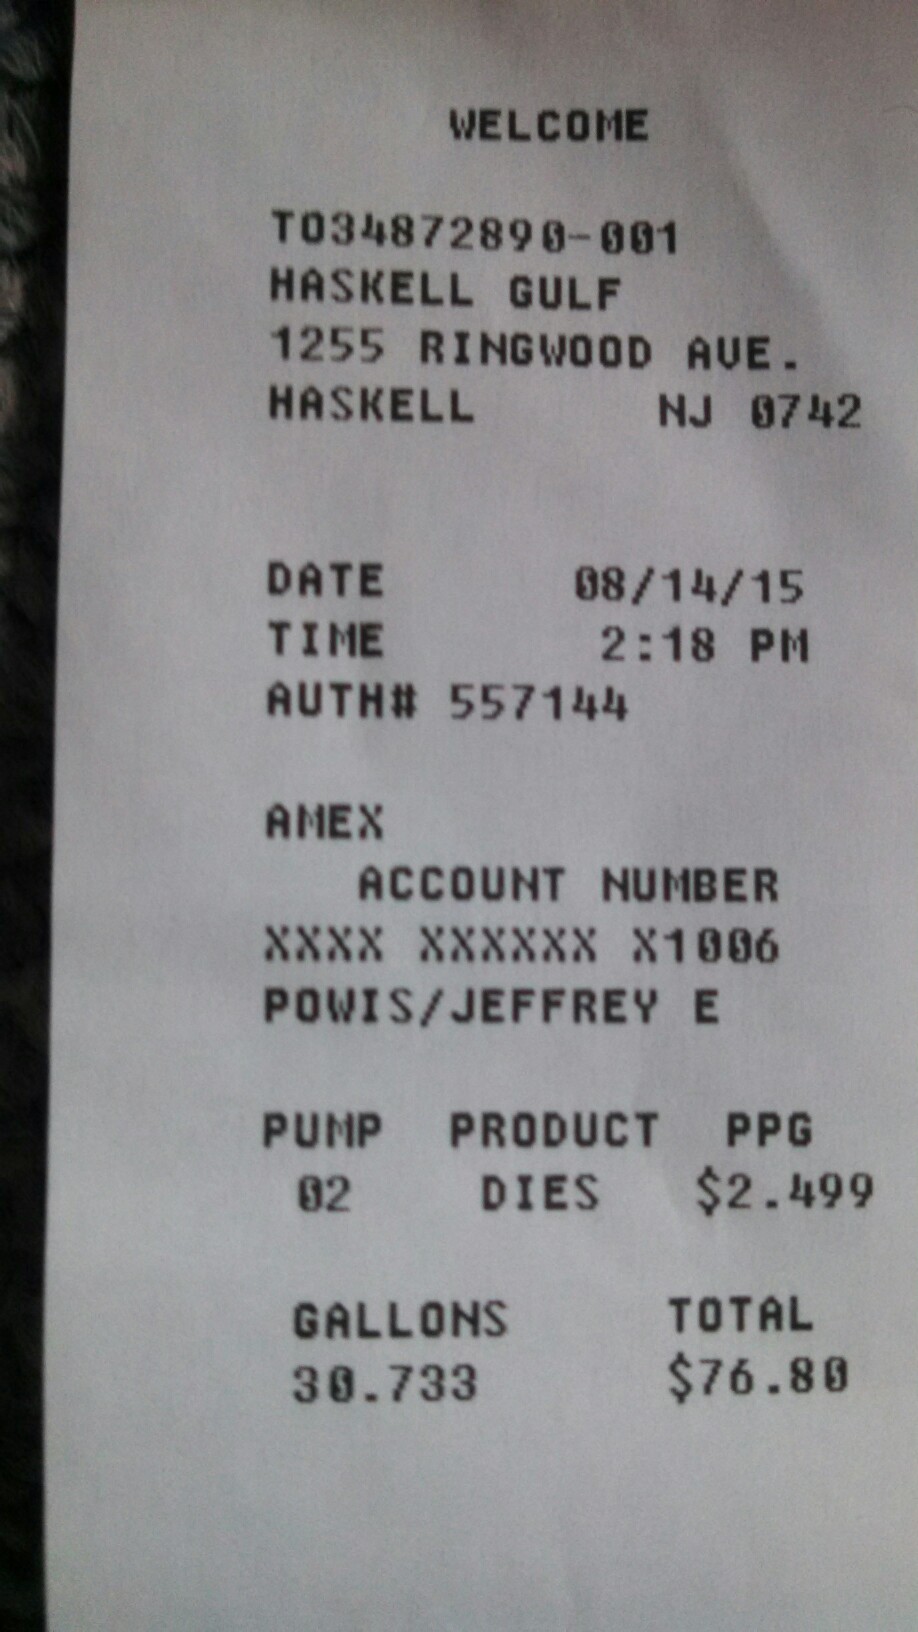 WELCOME
TO34872890-001
HASKELL GULF
1255 RINGWOOD AVE.
HASKELL NJ 0742
DATE 08/14/15
TIME 2:18 PM
AUTH# 557144
AMEX
ACCOUNT NUMBER
XXXX XXXXXX X1006
POWIS/JEFFREY E
PUMP PRODUCT PPG
02 DIES $2.499
GALLONS TOTAL
30.733 $76.80